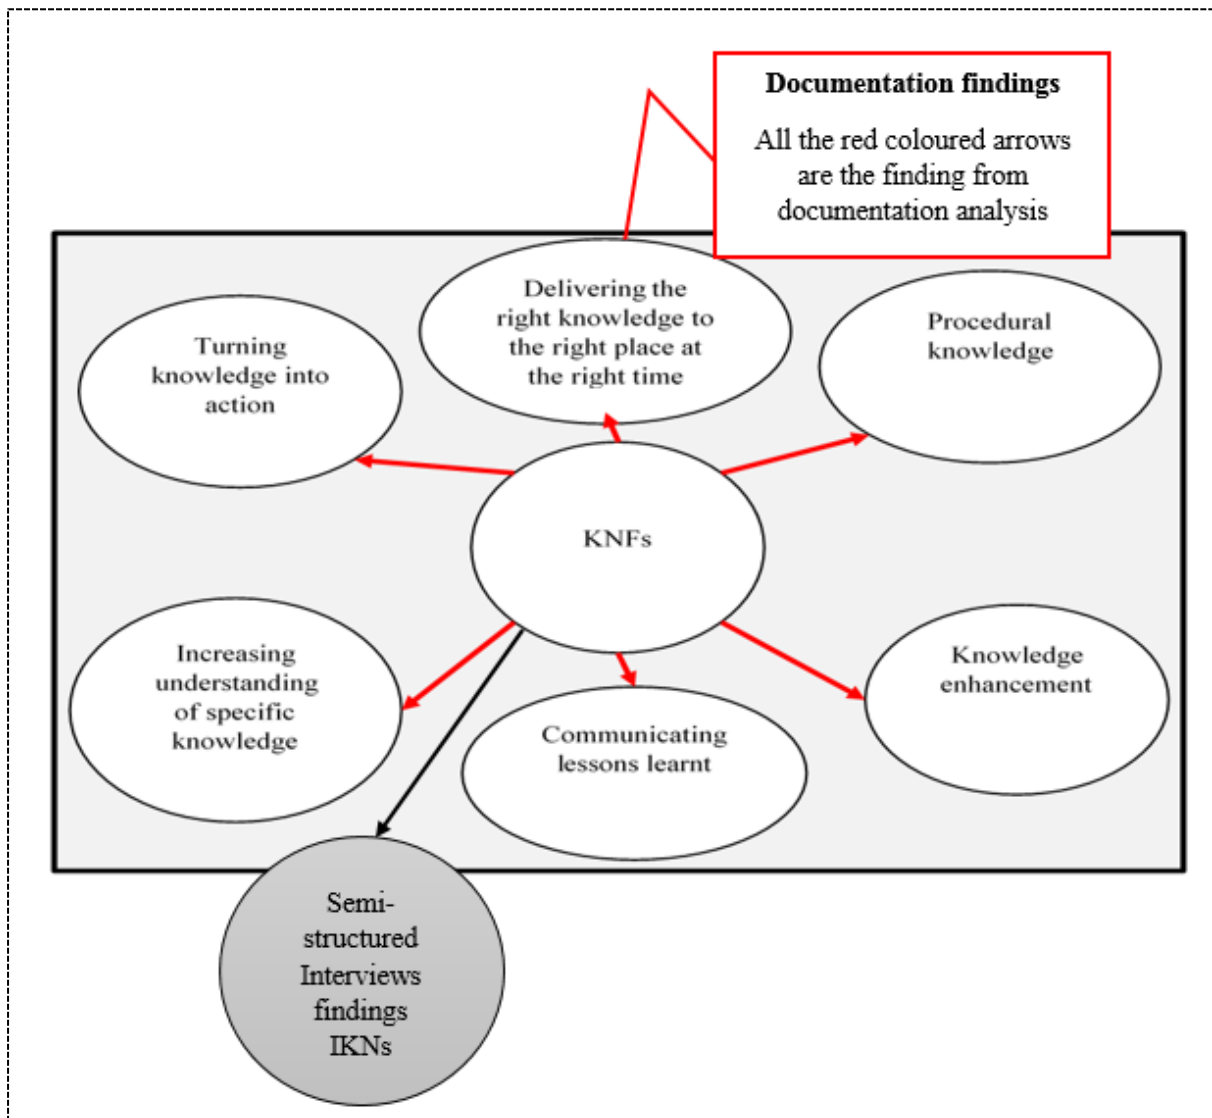 Documentation findings
All the red coloured arrows
are the finding from
documentation analysis
Delivering the
right knowledge to
the right place at
the right time
Procedural
knowledge
Turning
knowledge into
action
KNFs
Increasing
understanding
of specific
knowledge
Knowledge
enhancement
Communicating
lessons learnt
Semi-
structured
Interviews
findings
IKNs